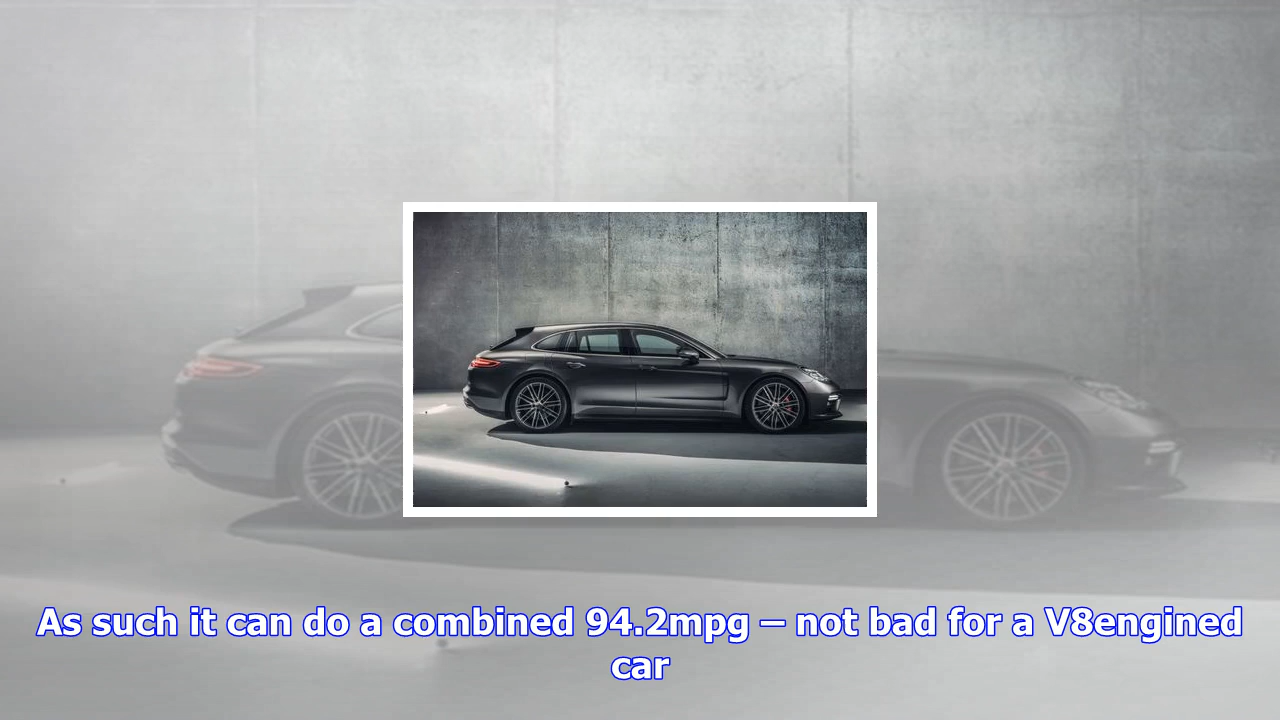 As such it can do a combined 94.2mpg – not bad for a V8engined
car